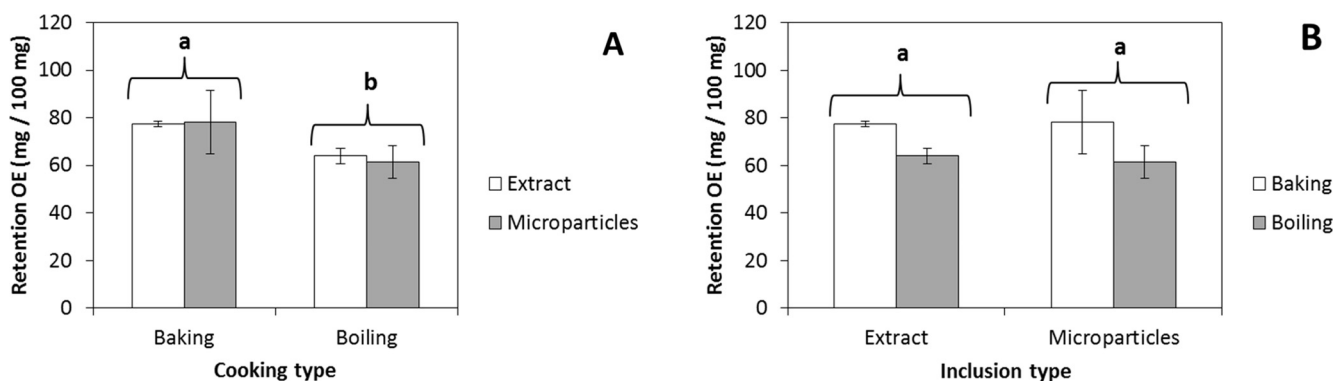 A
Retention OE (mg / 100 mg)
120
100
80
60
40
20
0
a
b
Extract
Microparticles
Baking
Boiling
Cooking type
B
Retention OE (mg / 100 mg)
120
100
80
60
40
20
0
a
a
Baking
Boiling
Extract
Microparticles
Inclusion type